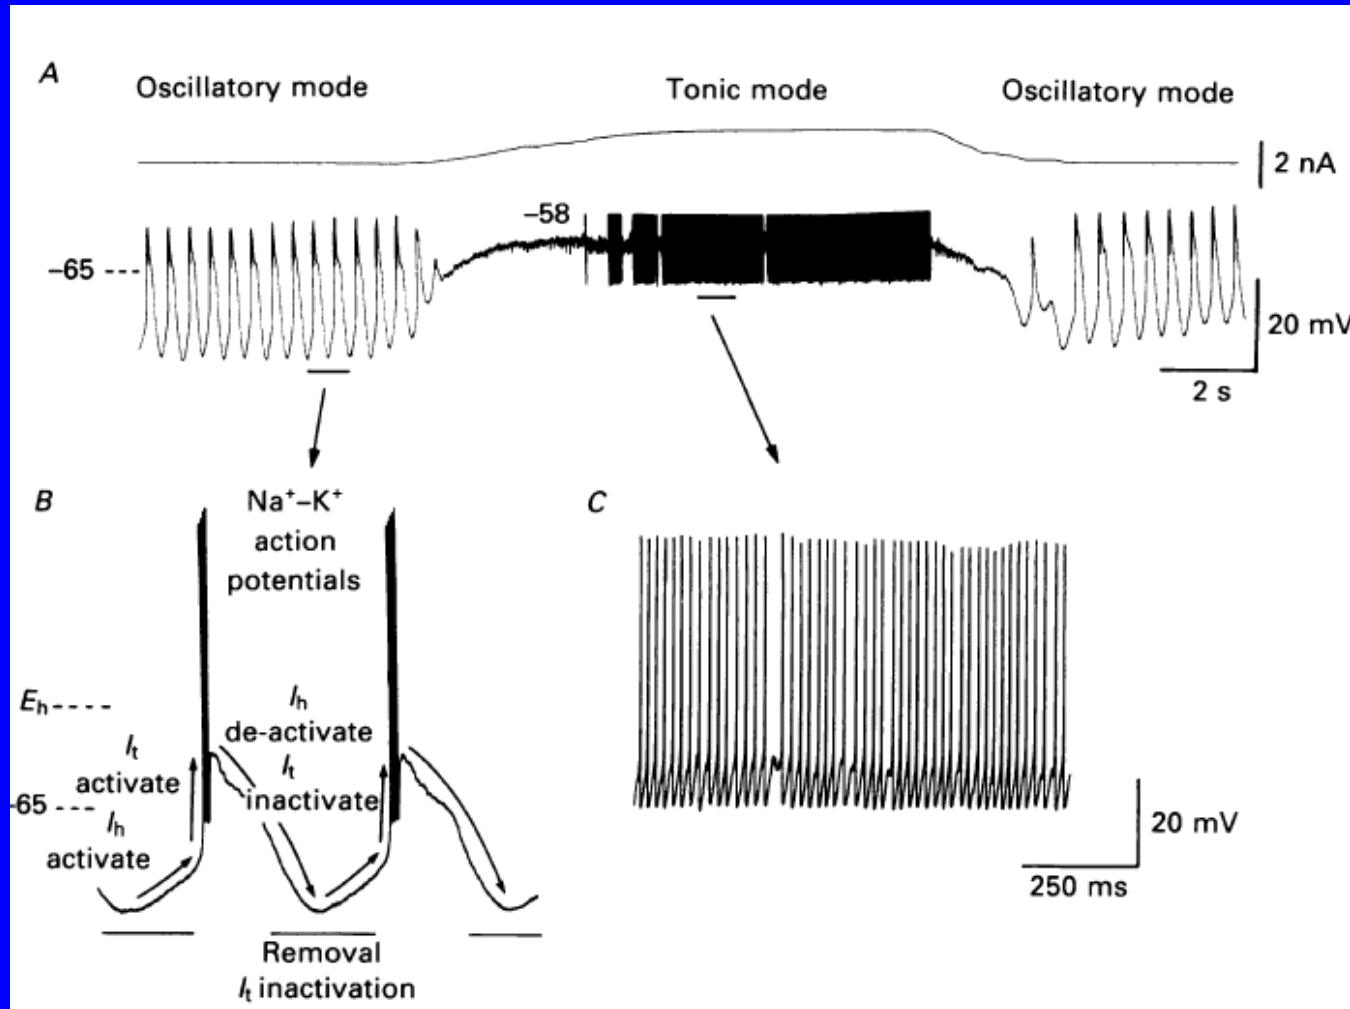 A
Oscillatory mode
Tonic mode
Oscillatory mode
2 nA
−58
−65
20 mV
2 s
B
Na⁺–K⁺
action
potentials
C
Eh
Ih
de-activate
It
activate
It
inactivate
-65
Ih
activate
20 mV
250 ms
Removal
It inactivation